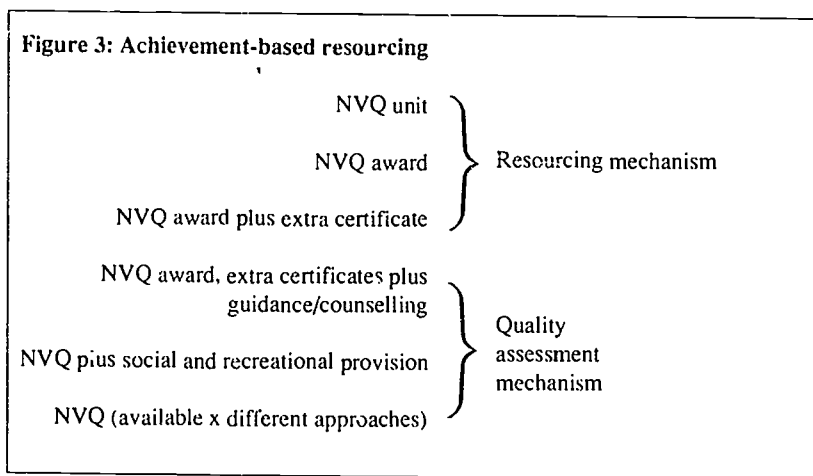 Figure 3: Achievement-based resourcing
NVQ unit
NVQ award
Resourcing mechanism
NVQ award plus extra certificate
NVQ award, extra certificates plus
guidance/counselling
Quality
assessment
mechanism
NVQ plus social and recreational provision
NVQ (available x different approaches)